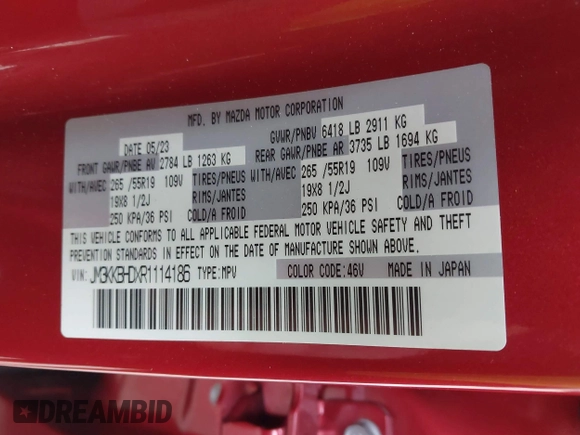 MFD. BY MAZDA MOTOR CORPORATION
DATE 05/23 GVWR/PNBV 6418 LB 2911 KG
FRONT GAWR/PNBE AV 2784 LB 1263 KG REAR GAWR/PNBE AR 3735 LB 1694 KG
WITH/AVEC 265 /55R19 109V TIRES/PNEUS WITH/AVEC 265 /55R19 109V TIRES/PNEUS
19X8 1/2J RIMS/JANTES 19X8 1/2J RIMS/JANTES
250 KPA/36 PSI COLD/A FROID 250 KPA/36 PSI COLD/A FROID
THIS VEHICLE CONFORMS TO ALL APPLICABLE FEDERAL MOTOR VEHICLE SAFETY AND THEFT
PREVENTION STANDARDS IN EFFECT ON THE DATE OF MANUFACTURE SHOWN ABOVE.
VIN: JM3KKBHDXR1114186 TYPE:MPV COLOR CODE:46V MADE IN JAPAN
DREAMBID